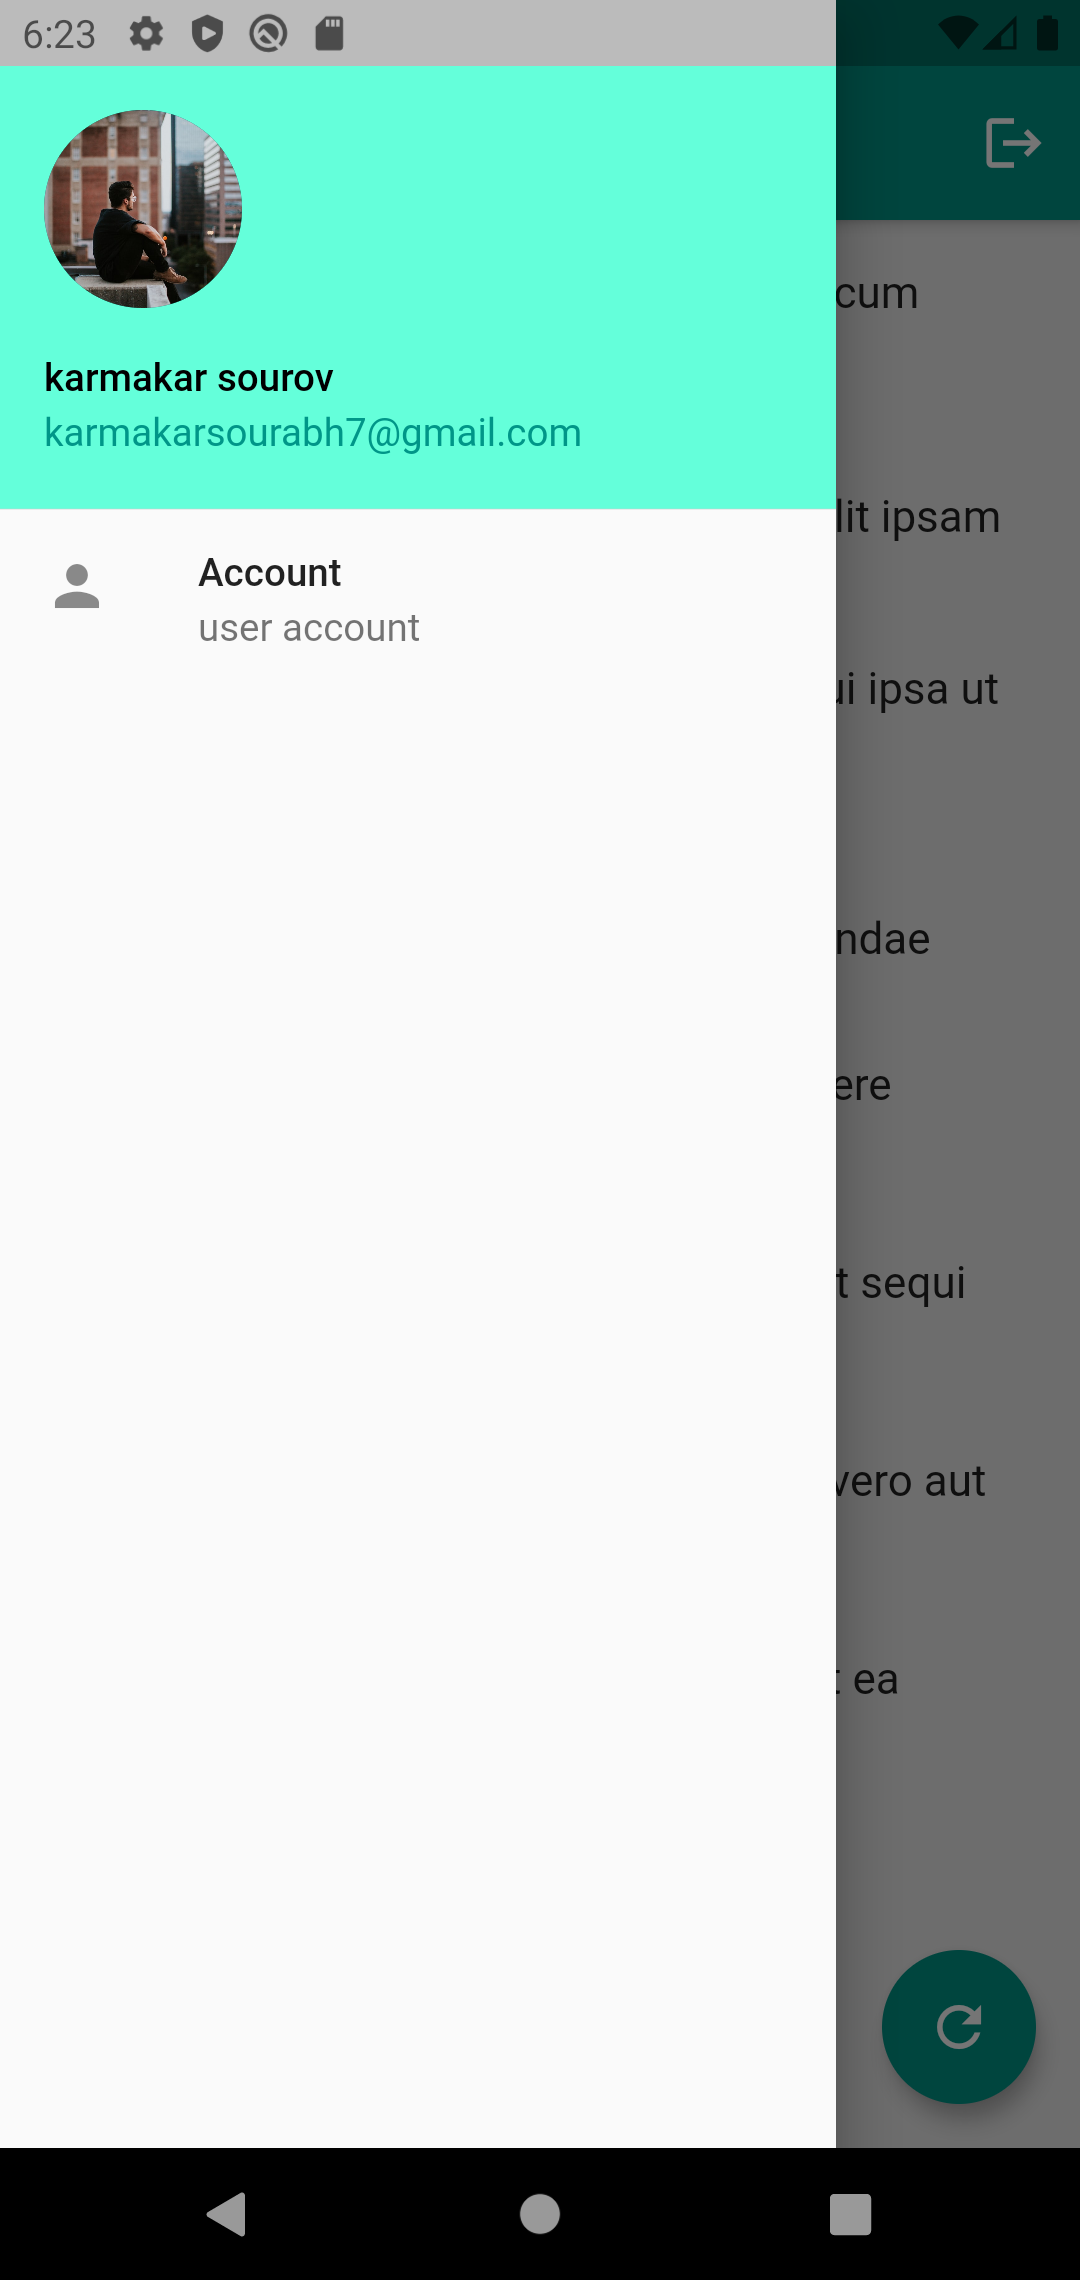 6:23
karmakar sourov
karmakarsourabh7@gmail.com
Account
user account
cum
lit ipsam
ui ipsa ut
ndae
ere
t sequi
vero aut
t ea